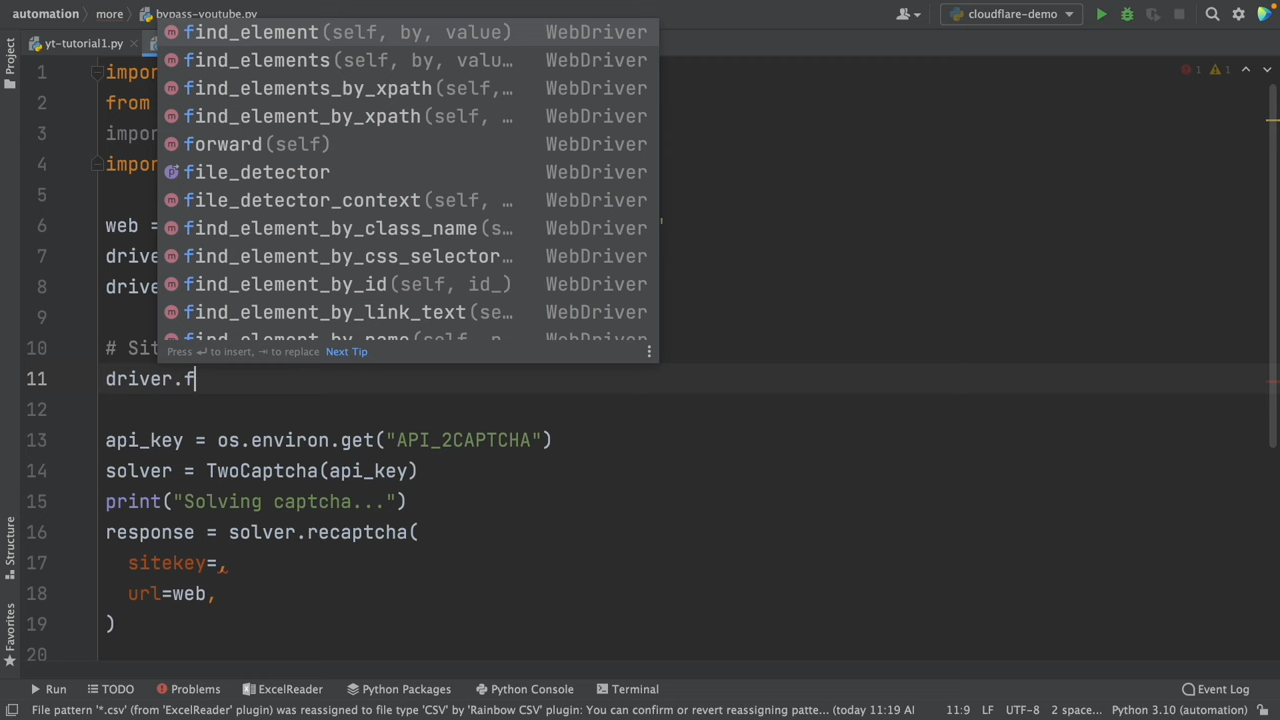 automation more bypass-youtube.py cloudflare-demo
Project yt-tutorial1.py
1 impor
2 from
3 impor
4 impor
5
6 web =
7 drive
8 drive
9
10 # Sit
find_element(self, by, value) WebDriver
find_elements(self, by, valu… WebDriver
find_elements_by_xpath(self,… WebDriver
find_element_by_xpath(self, … WebDriver
forward(self) WebDriver
file_detector WebDriver
file_detector_context(self, … WebDriver
find_element_by_class_name(s… WebDriver
find_element_by_css_selector… WebDriver
find_element_by_id(self, id_) WebDriver
find_element_by_link_text(se… WebDriver
Press ↵ to insert, ⇥ to replace Next Tip
1 1
11 driver.f
12
13 api_key = os.environ.get("API_2CAPTCHA")
14 solver = TwoCaptcha(api_key)
15 print("Solving captcha...")
16 response = solver.recaptcha(
17 sitekey=,
18 url=web,
19 )
20
Structure
Favorites
Run TODO Problems ExcelReader Python Packages Python Console Terminal Event Log
File pattern '*.csv' (from 'ExcelReader' plugin) was reassigned to file type 'CSV' by 'Rainbow CSV' plugin: You can confirm or revert reassigning patte... (today 11:19 AI 11:9 LF UTF-8 2 spaces Python 3.10 (automation)